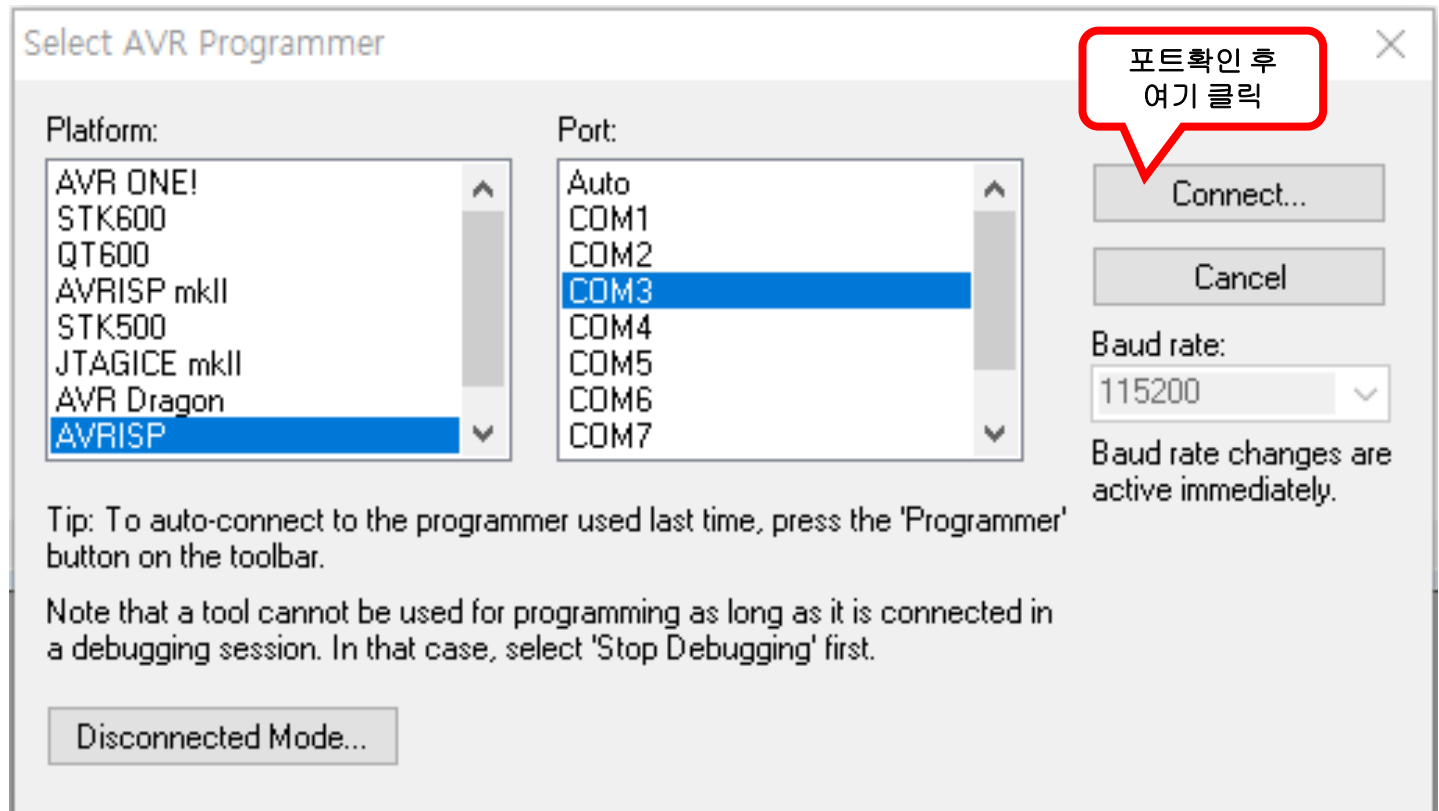 Select AVR Programmer
포트확인 후
여기 클릭
Platform:
AVR ONE!
STK600
QT600
AVRISP mkII
STK500
JTAGICE mkII
AVR Dragon
AVRISP
Port:
Auto
COM1
COM2
COM3
COM4
COM5
COM6
COM7
Connect...
Cancel
Baud rate:
115200
Baud rate changes are
active immediately.
Tip: To auto-connect to the programmer used last time, press the 'Programmer'
button on the toolbar.
Note that a tool cannot be used for programming as long as it is connected in
a debugging session. In that case, select 'Stop Debugging' first.
Disconnected Mode...